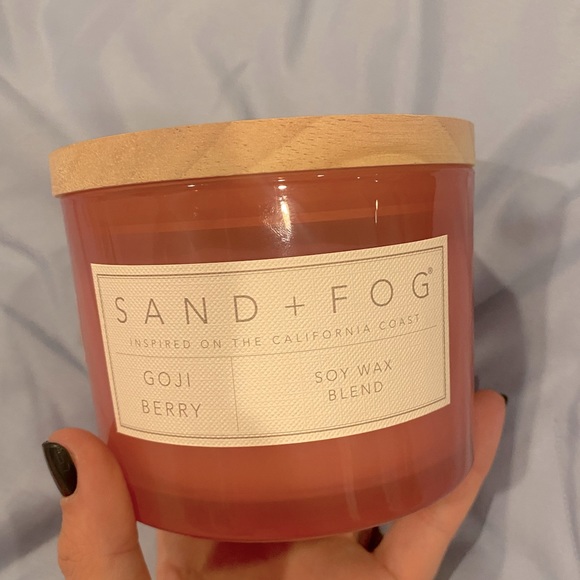 SAND + FOG®
INSPIRED ON THE CALIFORNIA COAST
GOJI
BERRY
SOY WAX
BLEND